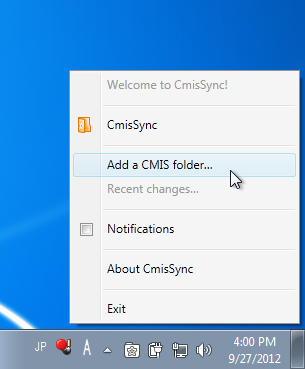 Welcome to CmisSync!
CmisSync
Add a CMIS folder...
Recent changes...
Notifications
About CmisSync
Exit
JP A 4:00 PM
9/27/2012